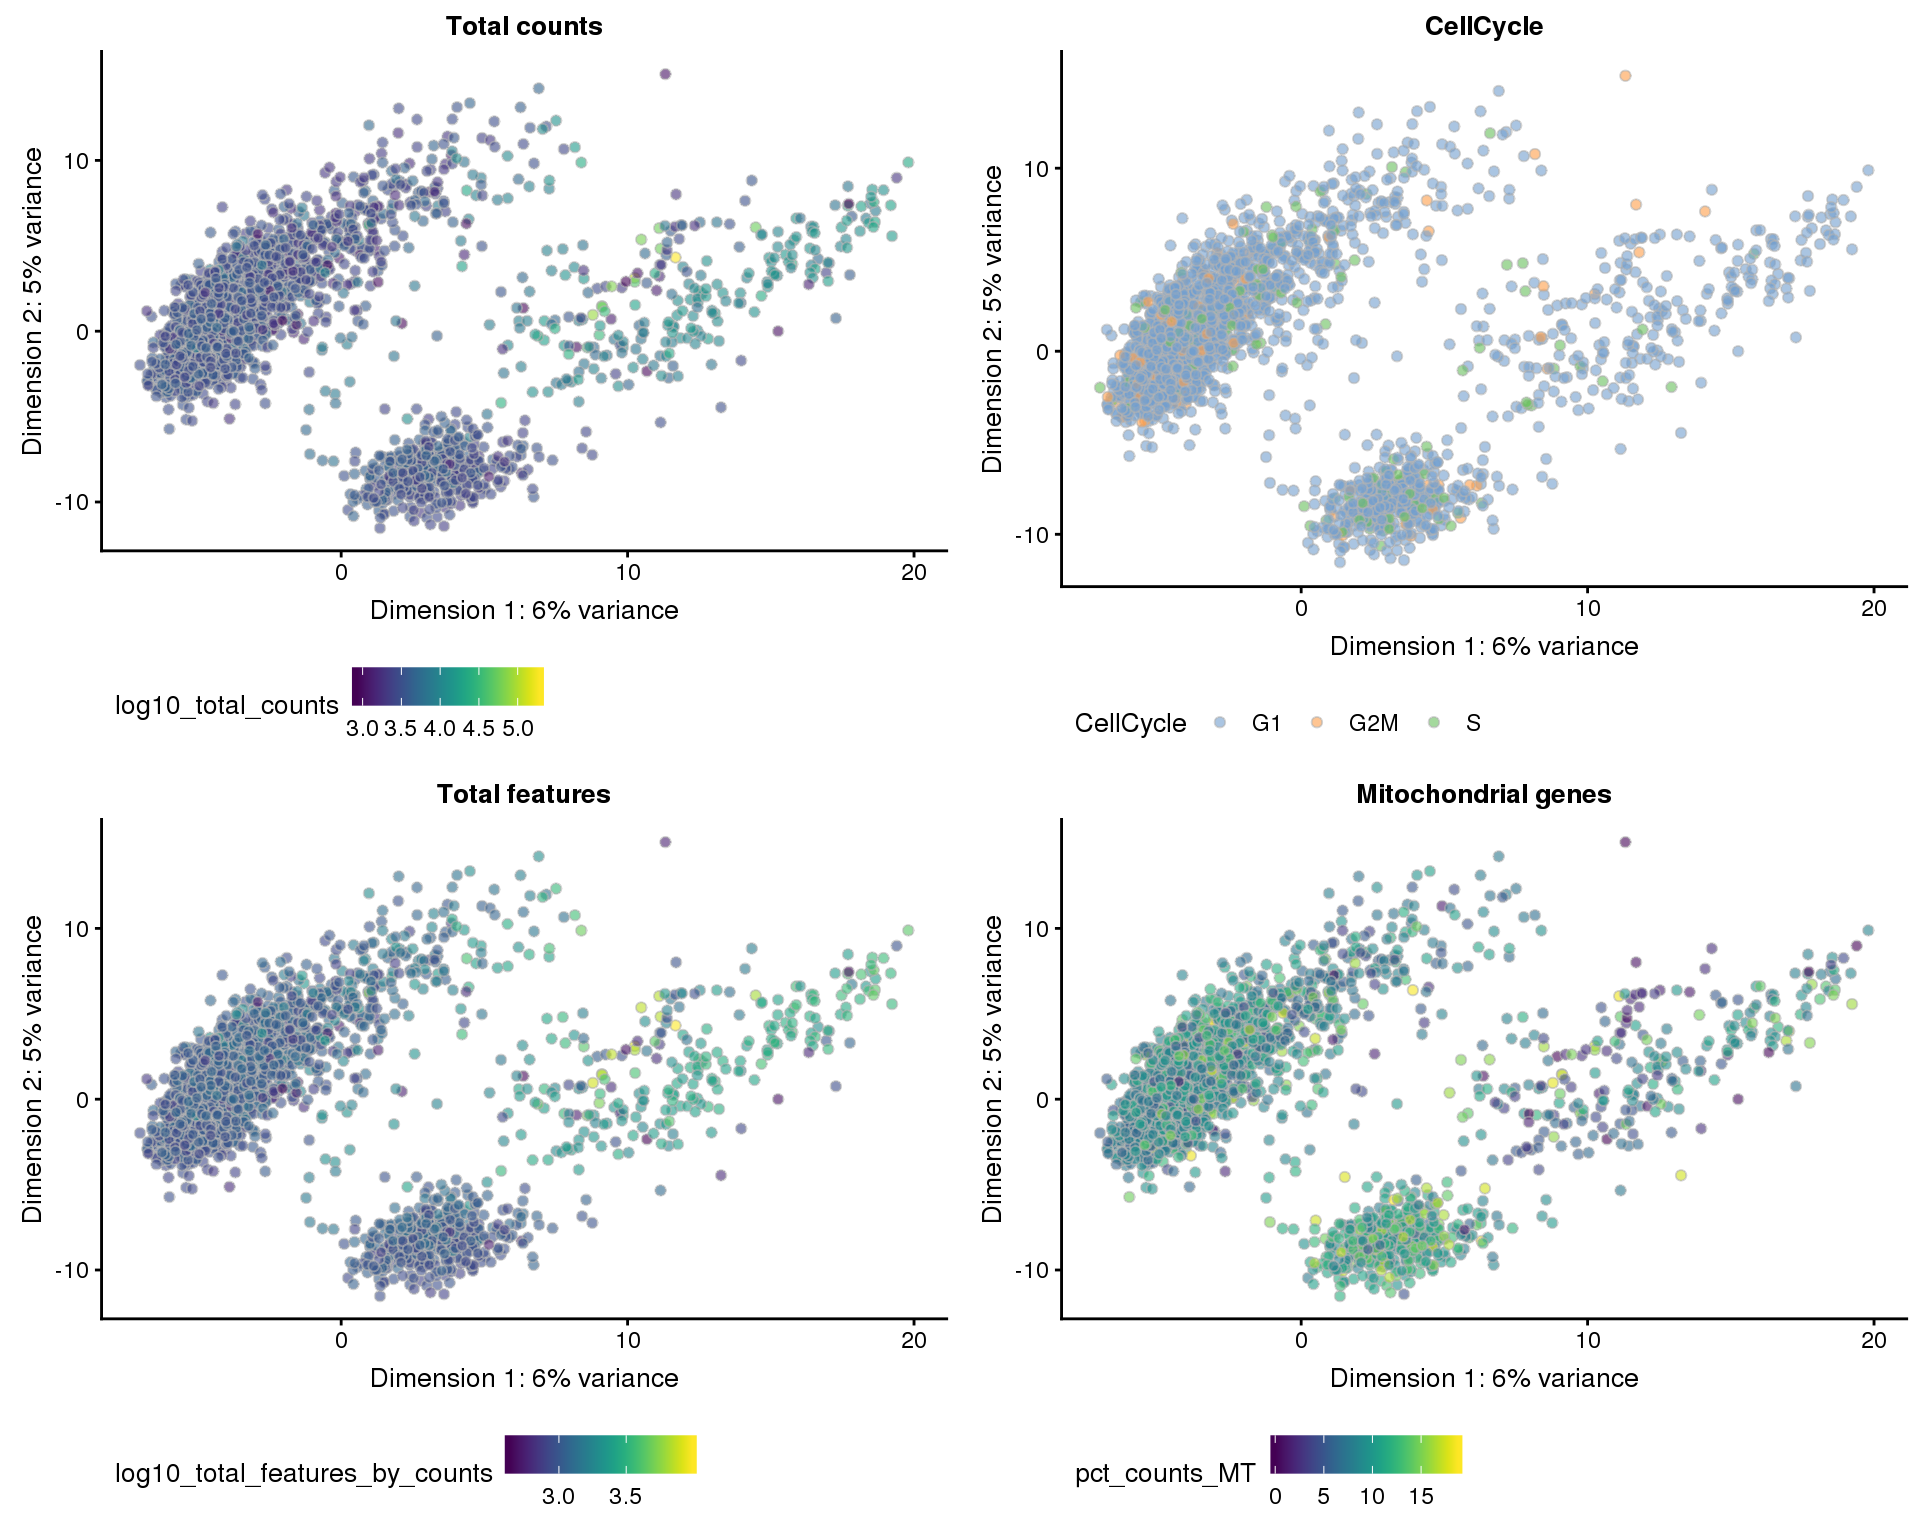 Total counts
Dimension 2: 5% variance
10
0
-10
0 10 20
Dimension 1: 6% variance
log10_total_counts
3.0 3.5 4.0 4.5 5.0
CellCycle
Dimension 2: 5% variance
10
0
-10
0 10 20
Dimension 1: 6% variance
CellCycle G1 G2M S
Total features
Dimension 2: 5% variance
10
0
-10
0 10 20
Dimension 1: 6% variance
log10_total_features_by_counts
3.0 3.5
Mitochondrial genes
Dimension 2: 5% variance
10
0
-10
0 10 20
Dimension 1: 6% variance
pct_counts_MT
0 5 10 15